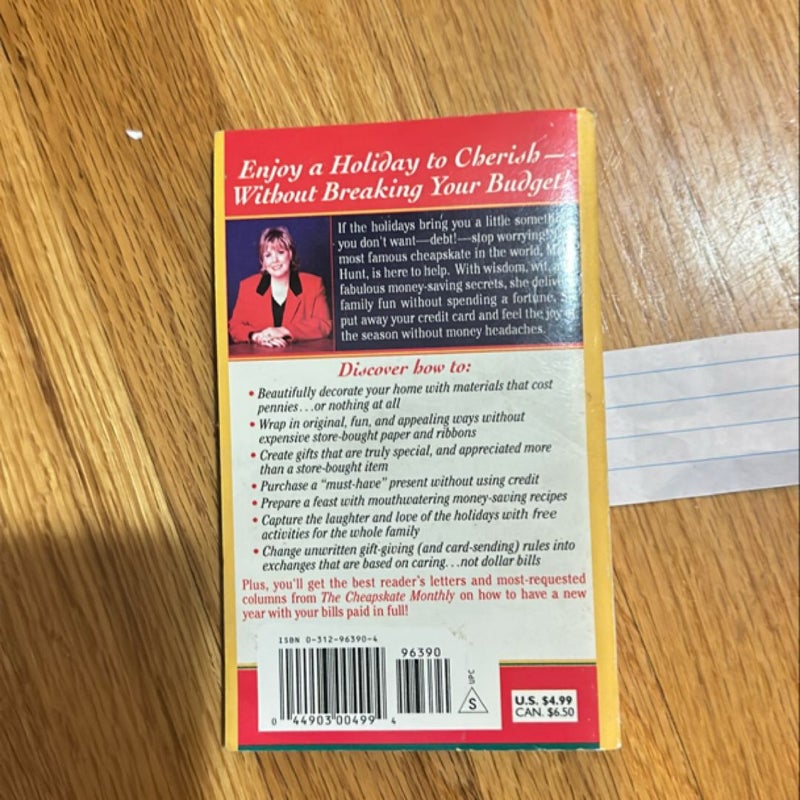 Enjoy a Holiday to Cherish—
Without Breaking Your Budget!
If the holidays bring you a little
you don't want—debt!—stop worrying!
most famous cheapskate in the world,
Hunt, is here to help. With wisdom, wit,
fabulous money-saving secrets, she
family fun without spending a fortune.
put away your credit card and feel the joy
the season without money headaches.
Discover how to:
• Beautifully decorate your home with materials that cost
pennies...or nothing at all
• Wrap in original, fun, and appealing ways without
expensive store-bought paper and ribbons
• Create gifts that are truly special, and appreciated more
than a store-bought item
• Purchase a "must-have" present without using credit
• Prepare a feast with mouthwatering money-saving recipes
• Capture the laughter and love of the holidays with free
activities for the whole family
• Change unwritten gift-giving (and card-sending) rules into
exchanges that are based on caring...not dollar bills
Plus, you'll get the best reader's letters and most-requested
columns from The Cheapskate Monthly on how to have a new
year with your bills paid in full!
ISBN 0-312-96390-4
96390
UPC
S
0 44903 00499 4
U.S. $4.99
CAN. $6.50